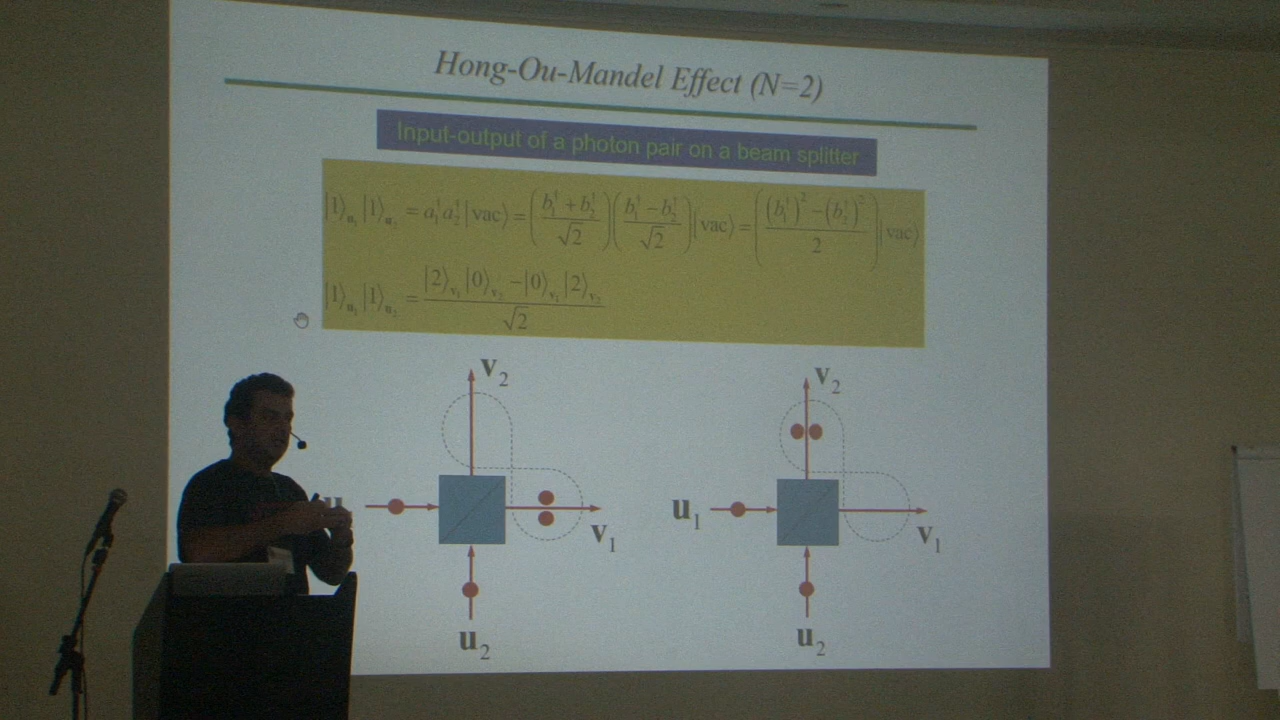 Hong-Ou-Mandel Effect (N=2)
Input-output of a photon pair on a beam splitter
|1⟩ᵤ₁ |1⟩ᵤ₂ = a₁† a₂† |vac⟩ = ((b₁† + b₂†)/√2) ((b₁† − b₂†)/√2) |vac⟩ = (((b₁†)² − (b₂†)²)/2) |vac⟩
|1⟩ᵤ₁ |1⟩ᵤ₂ = (|2⟩ᵥ₁ |0⟩ᵥ₂ − |0⟩ᵥ₁ |2⟩ᵥ₂)/√2
v₂ v₂
u u₁
v₁ v₁
u₂ u₂